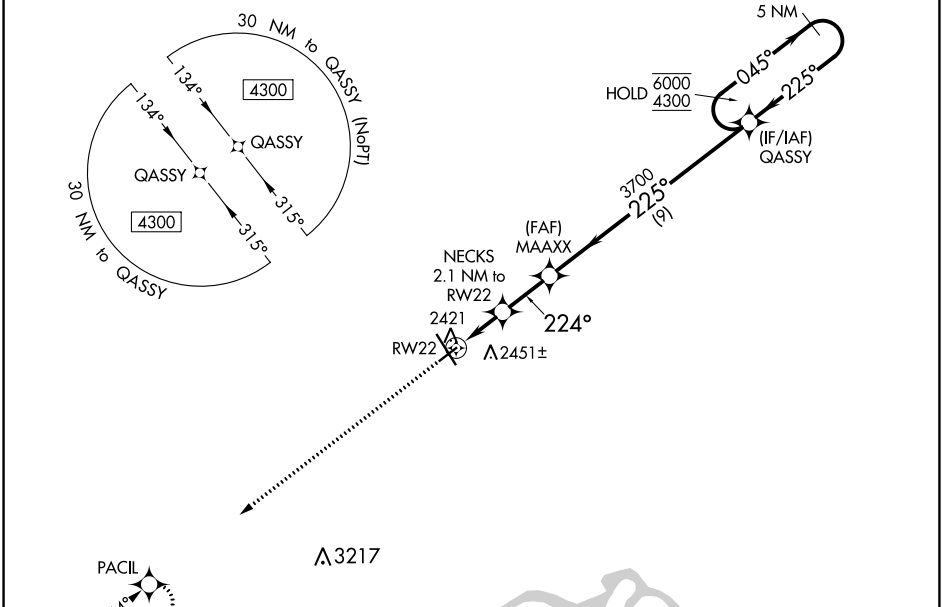 5 NM
HOLD 6000
4300
045°
225°
(IF/IAF)
QASSY
30 NM to QASSY (NoPT)
134°
4300
QASSY
315°
134°
QASSY
4300
315°
30 NM to QASSY
3700
225°
(9)
(FAF)
MAAXX
NECKS
2.1 NM to
RW22
224°
2421
RW22
2451±
3217
PACIL